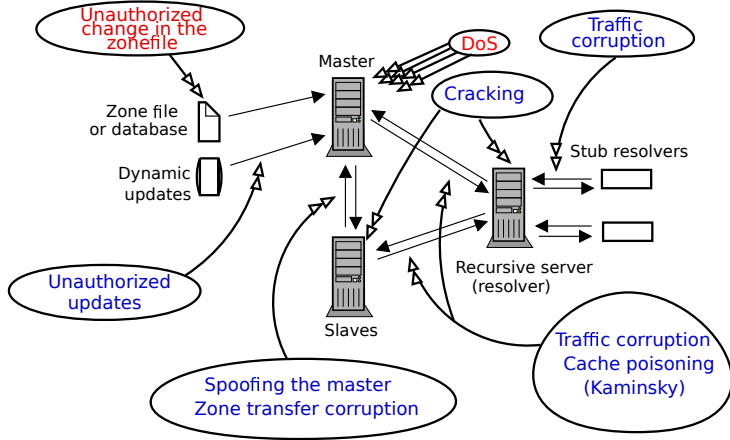 Unauthorized
change in the
zonefile
DoS
Traffic
corruption
Master
Cracking
Zone file
or database
Stub resolvers
Dynamic
updates
Unauthorized
updates
Recursive server
(resolver)
Slaves
Traffic corruption
Cache poisoning
(Kaminsky)
Spoofing the master
Zone transfer corruption